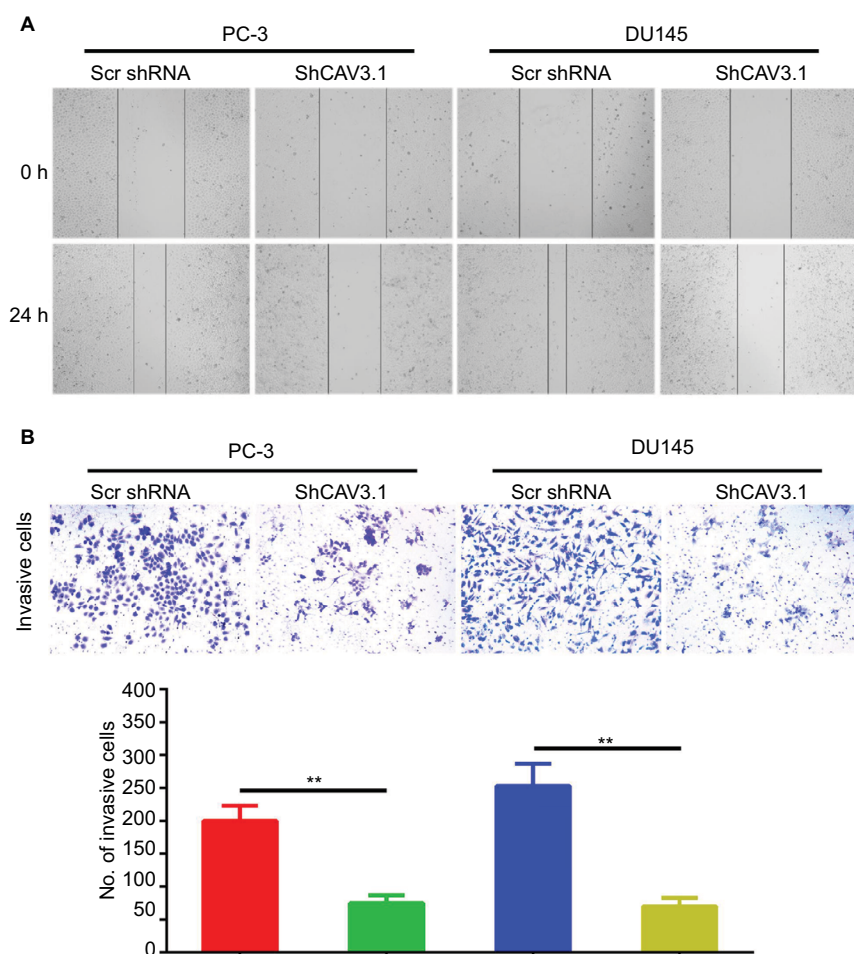 A
PC-3 DU145
Scr shRNA ShCAV3.1 Scr shRNA ShCAV3.1
0 h
24 h
B
PC-3 DU145
Scr shRNA ShCAV3.1 Scr shRNA ShCAV3.1
Invasive cells
No. of invasive cells
400
350
300
250
200
150
100
50
0
**
**